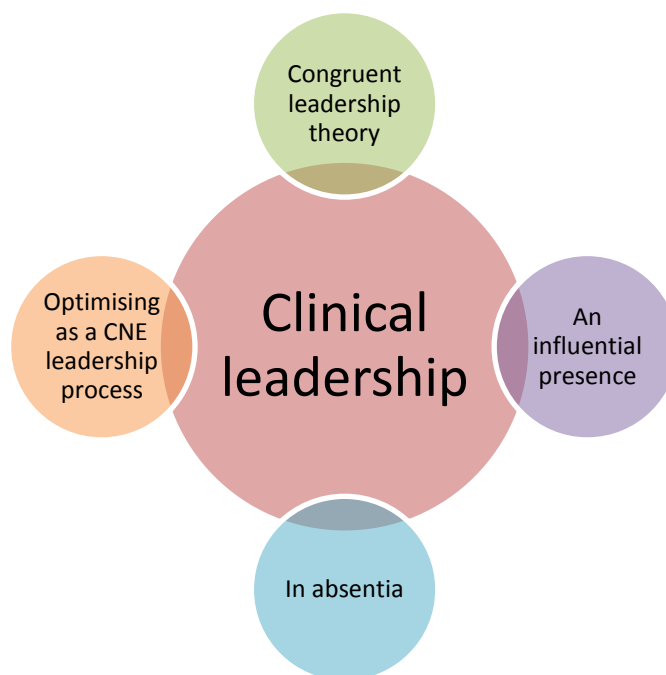 Congruent
leadership
theory
Optimising
as a CNE
leadership
process
Clinical
leadership
An
influential
presence
In absentia